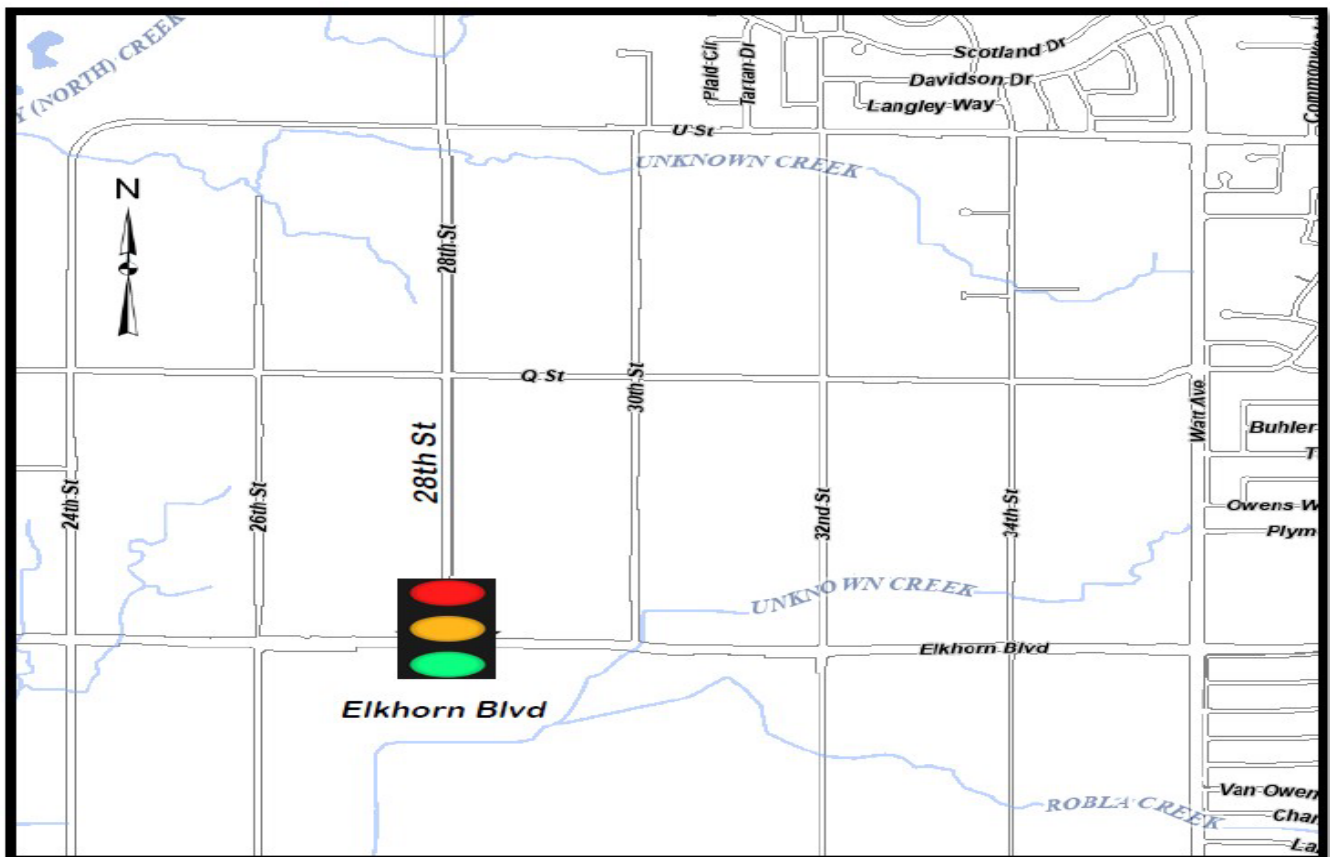 Y (NORTH) CREEK
Plaid Cir
Tartan Dr
Scotland Dr
Davidson Dr
Langley Way
U St
UNKNOWN CREEK
N
28th St
Q St
30th St
Watt Ave
28th St
Buhler
T
24th St
26th St
32nd St
34th St
Owens W
Plym
UNKNOWN CREEK
Elkhorn Blvd
Elkhorn Blvd
ROBLA CREEK
Van Owen
Char